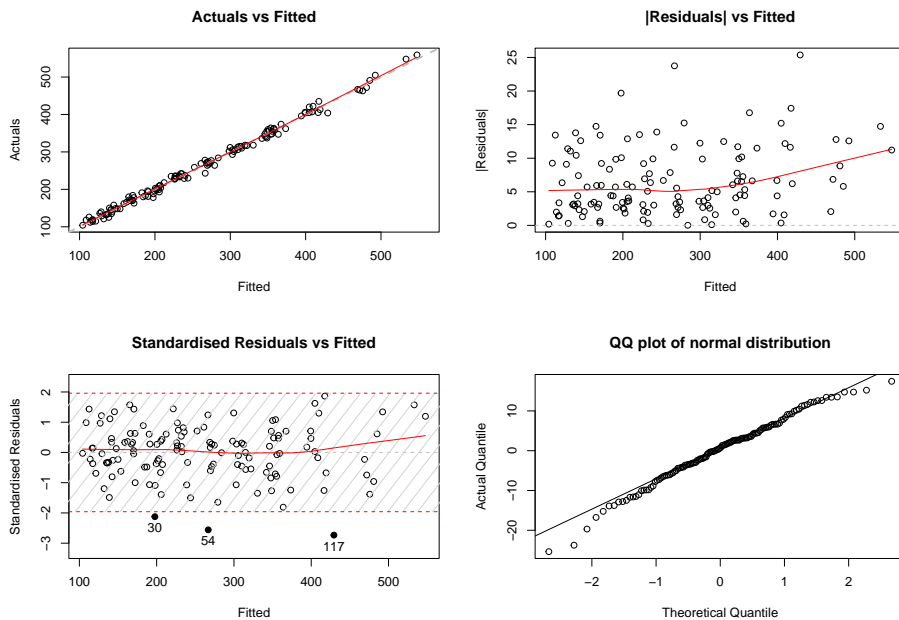 Actuals vs Fitted
Actuals
500
400
300
200
100
100 200 300 400 500
Fitted
|Residuals| vs Fitted
|Residuals|
25
20
15
10
5
0
100 200 300 400 500
Fitted
Standardised Residuals vs Fitted
Standardised Residuals
2
1
0
-1
-2
-3
30
54
117
100 200 300 400 500
Fitted
QQ plot of normal distribution
Actual Quantile
10
0
-10
-20
-2 -1 0 1 2
Theoretical Quantile